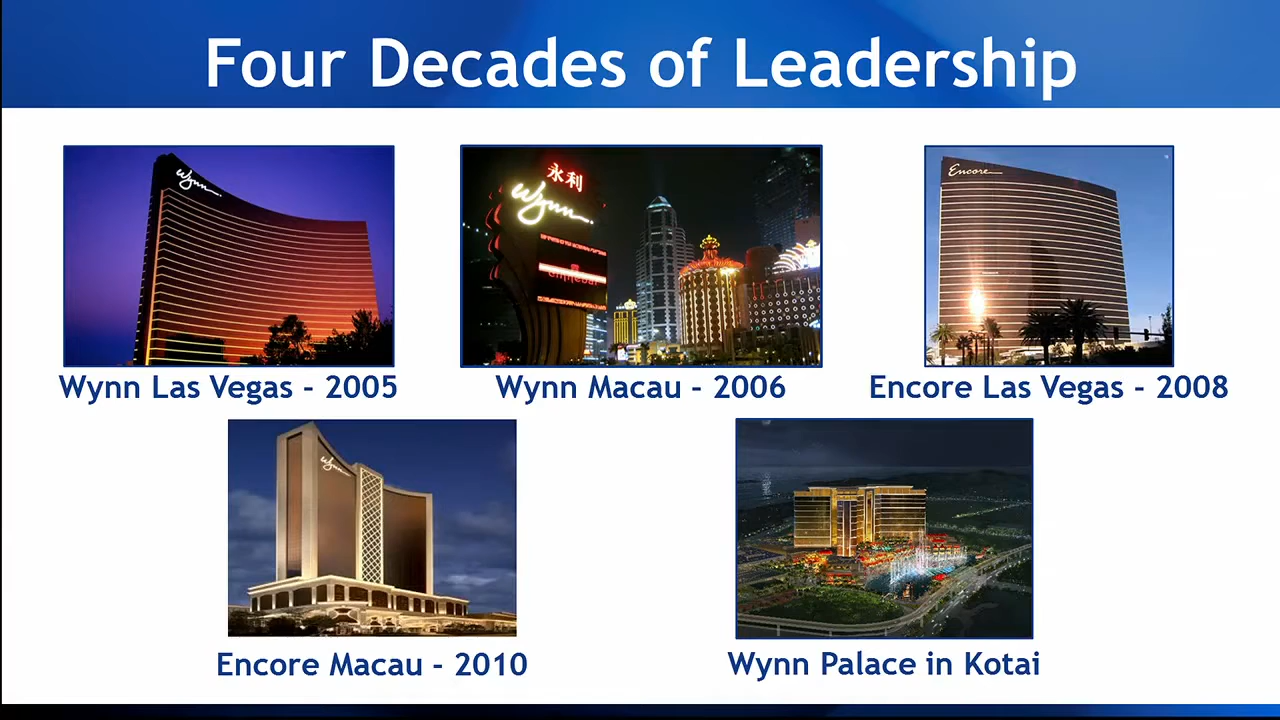 Four Decades of Leadership
Wynn
永利
Wynn
Encore
Wynn Las Vegas - 2005
Wynn Macau - 2006
Encore Las Vegas - 2008
Wynn
Encore Macau - 2010
Wynn Palace in Kotai